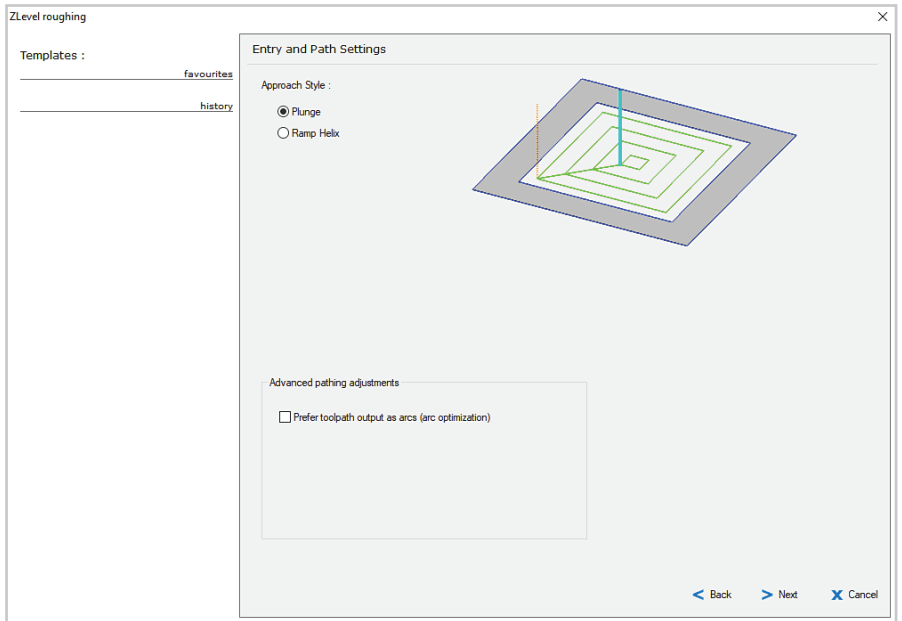 ZLevel roughing
Templates :
favourites
history
Entry and Path Settings
Approach Style :
Plunge
Ramp Helix
Advanced pathing adjustments
Prefer toolpath output as arcs (arc optimization)
< Back > Next X Cancel